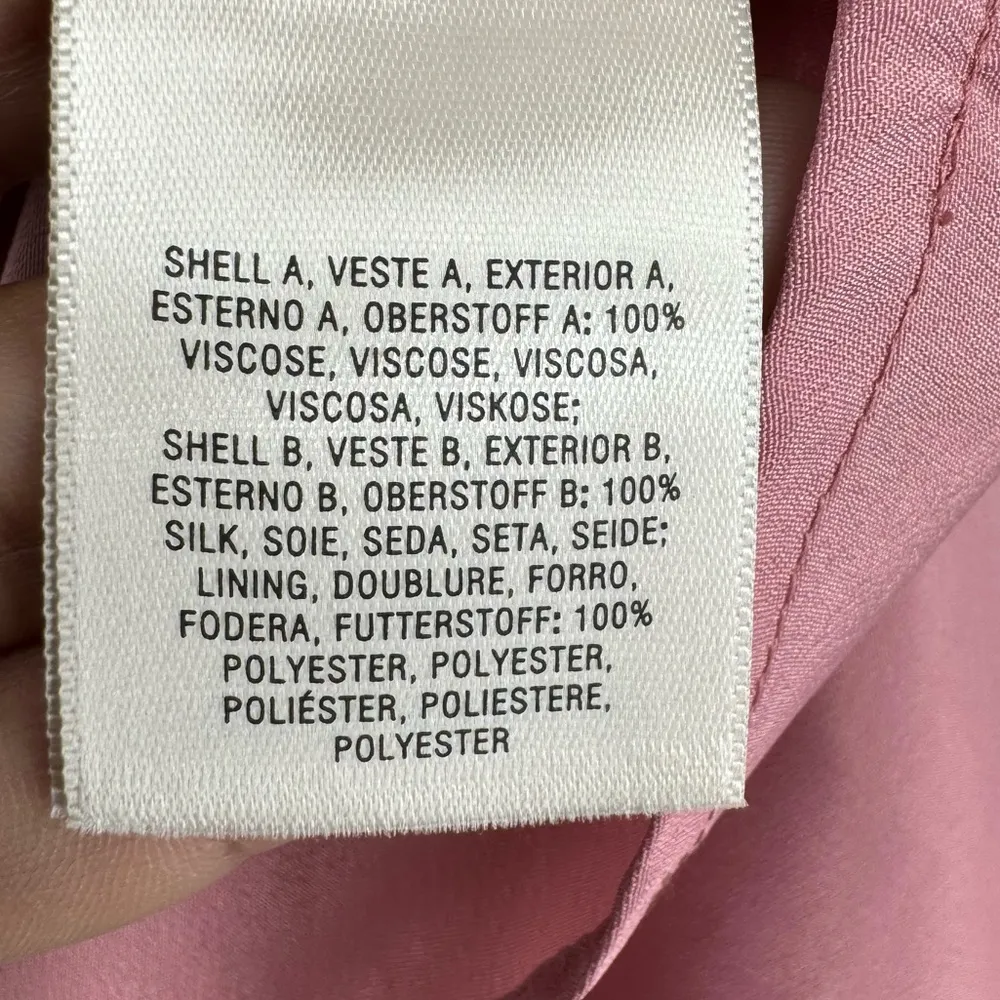 SHELL A, VESTE A, EXTERIOR A,
ESTERNO A, OBERSTOFF A: 100%
VISCOSE, VISCOSE, VISCOSA,
VISCOSA, VISKOSE;
SHELL B, VESTE B, EXTERIOR B,
ESTERNO B, OBERSTOFF B: 100%
SILK, SOIE, SEDA, SETA, SEIDE;
LINING, DOUBLURE, FORRO,
FODERA, FUTTERSTOFF: 100%
POLYESTER, POLYESTER,
POLIÉSTER, POLIESTERE,
POLYESTER